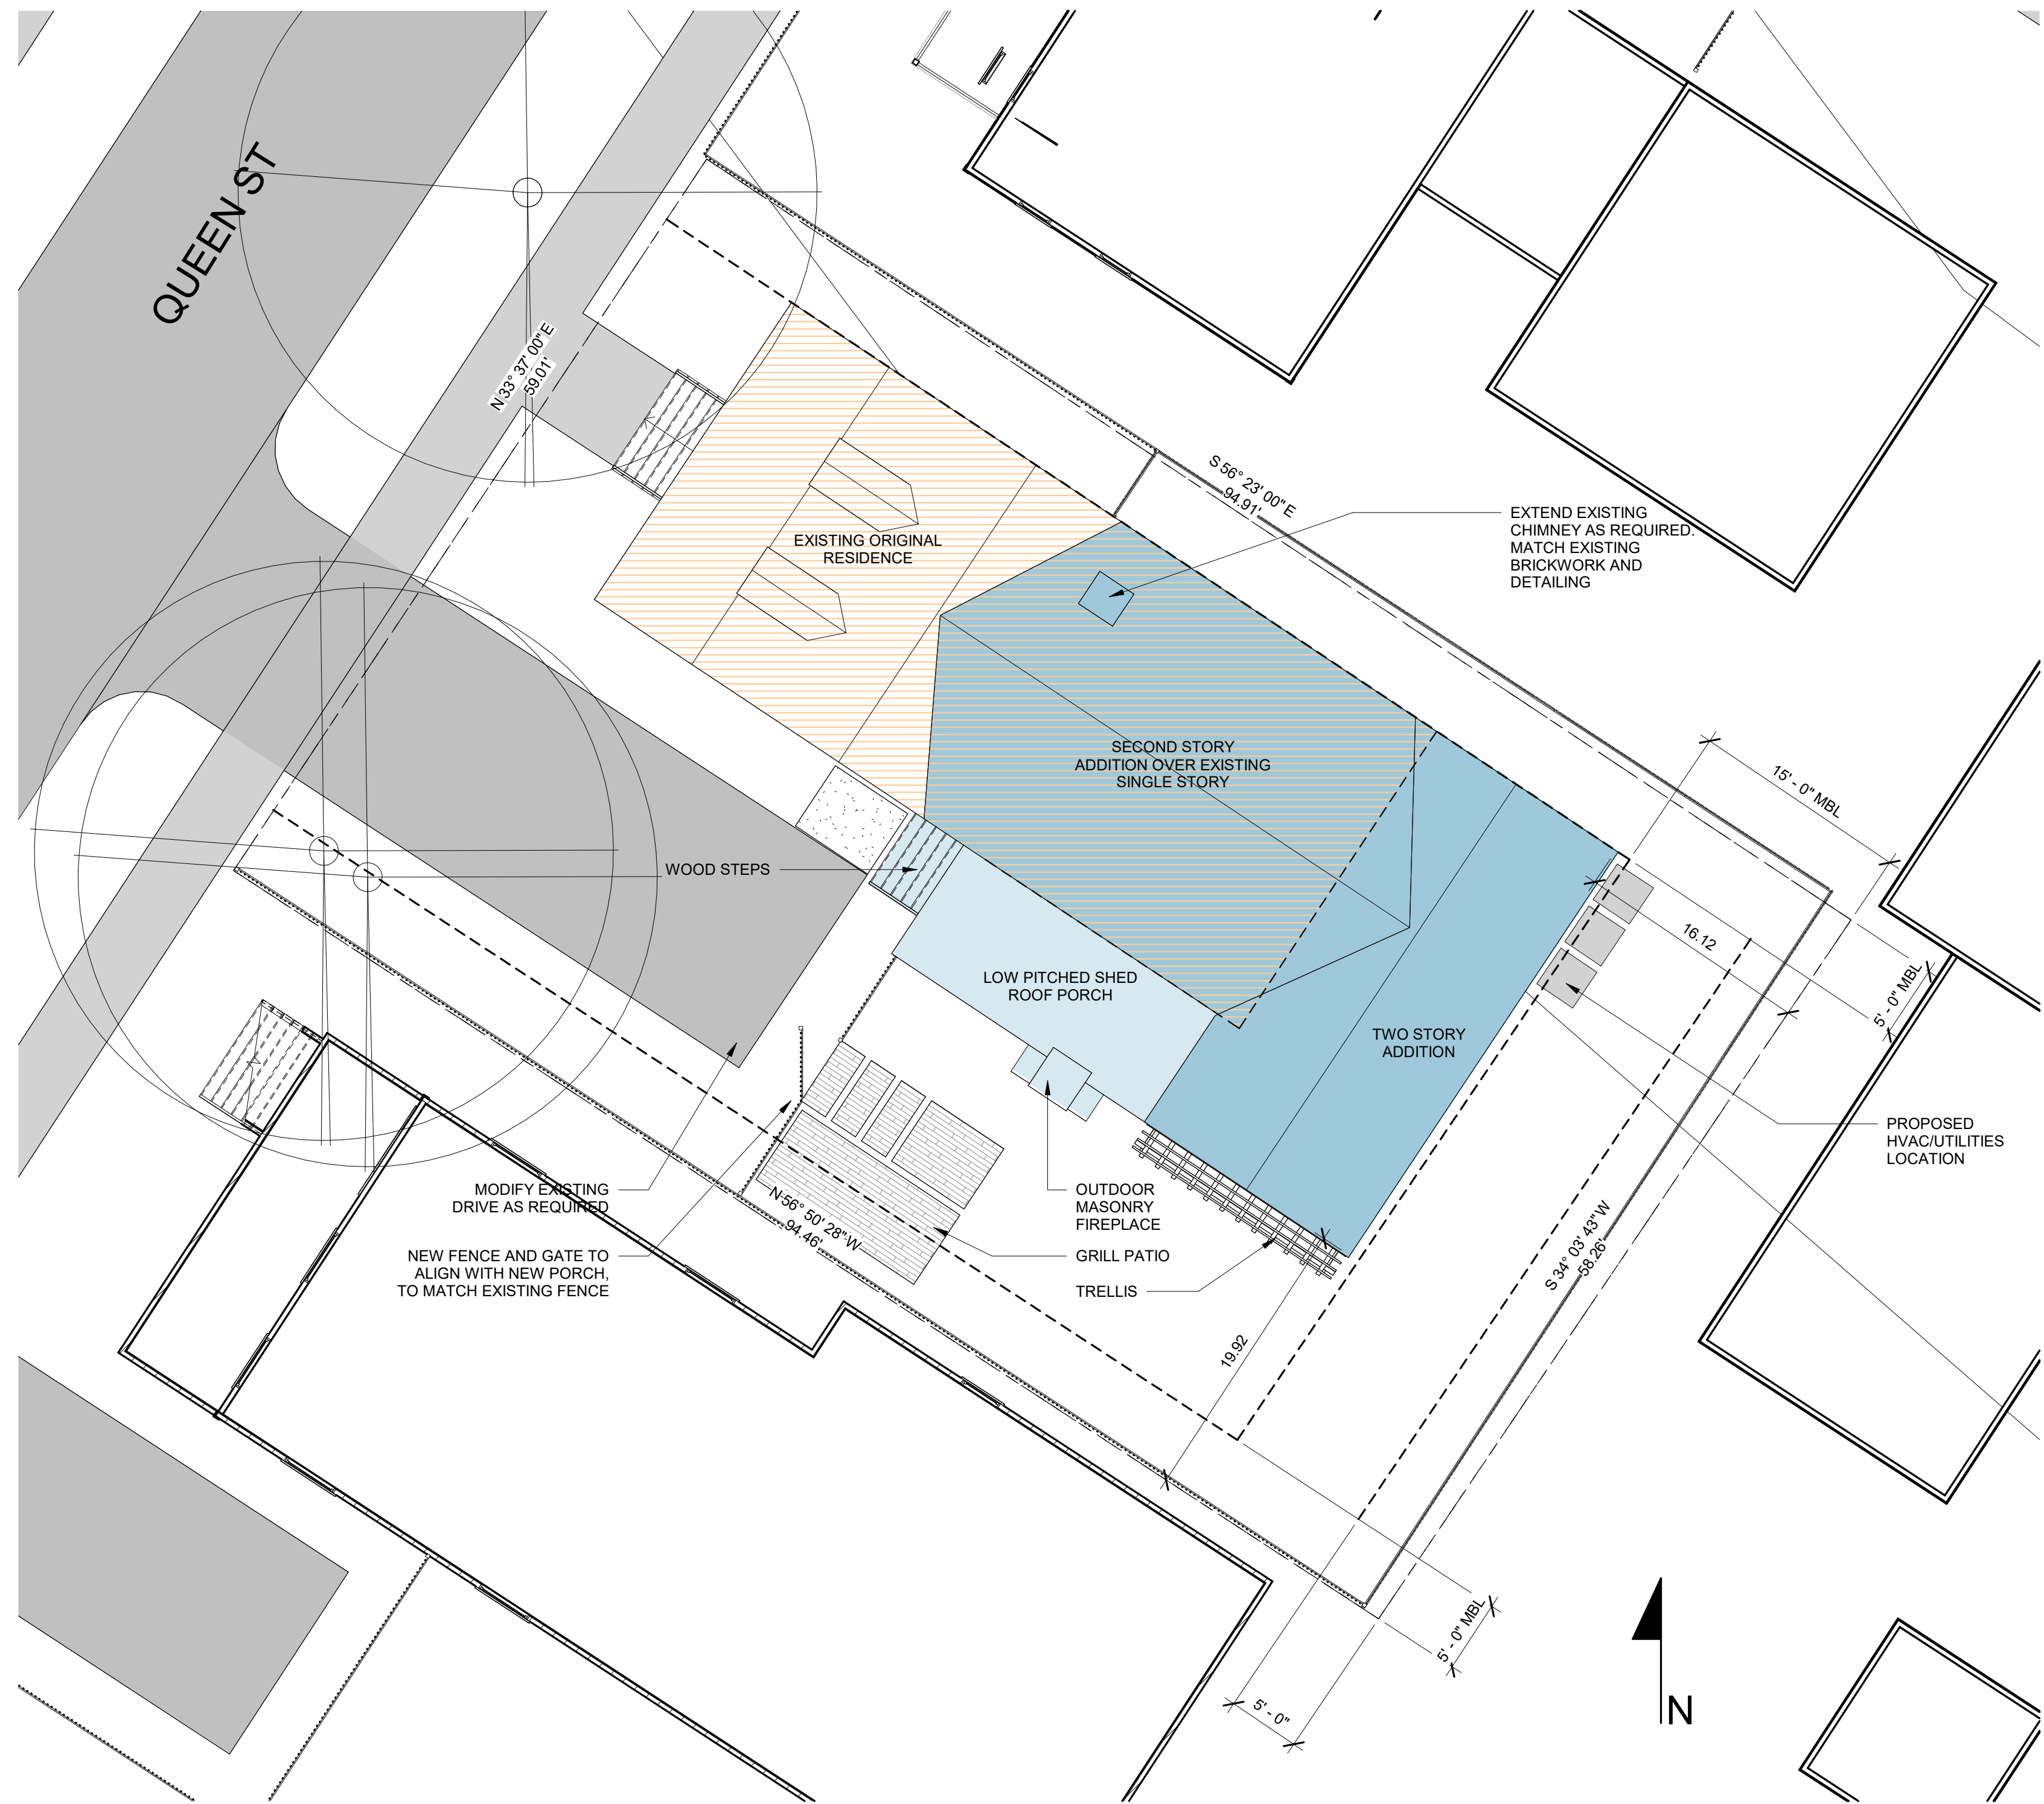 QUEEN ST
N 33° 37' 00" E
59.01'
S 56° 23' 00" E
94.91'
EXTEND EXISTING
CHIMNEY AS REQUIRED.
MATCH EXISTING
BRICKWORK AND
DETAILING
EXISTING ORIGINAL
RESIDENCE
SECOND STORY
ADDITION OVER EXISTING
SINGLE STORY
15' - 0" MBL
WOOD STEPS
16.12
5' - 0" MBL
LOW PITCHED SHED
ROOF PORCH
TWO STORY
ADDITION
PROPOSED
HVAC/UTILITIES
LOCATION
MODIFY EXISTING
DRIVE AS REQUIRED
N 56° 50' 28" W
94.46'
OUTDOOR
MASONRY
FIREPLACE
NEW FENCE AND GATE TO
ALIGN WITH NEW PORCH,
TO MATCH EXISTING FENCE
GRILL PATIO
TRELLIS
S 34° 03' 43" W
58.26'
19.92
5' - 0" MBL
5' - 0"
N